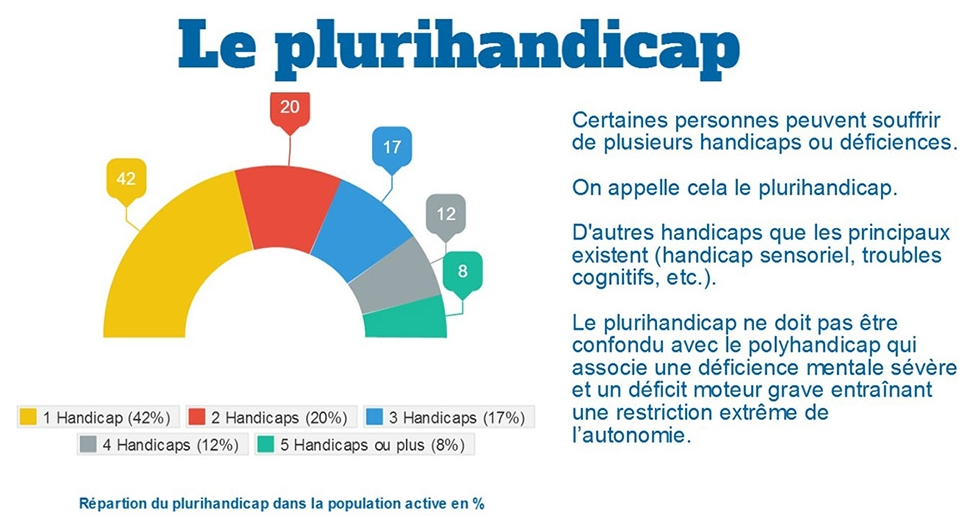 Le plurihandicap
42
20
17
12
8
1 Handicap (42%)
2 Handicaps (20%)
3 Handicaps (17%)
4 Handicaps (12%)
5 Handicaps ou plus (8%)
Répartion du plurihandicap dans la population active en %
Certaines personnes peuvent souffrir
de plusieurs handicaps ou déficiences.
On appelle cela le plurihandicap.
D'autres handicaps que les principaux
existent (handicap sensoriel, troubles
cognitifs, etc.).
Le plurihandicap ne doit pas être
confondu avec le polyhandicap qui
associe une déficience mentale sévère
et un déficit moteur grave entraînant
une restriction extrême de
l’autonomie.